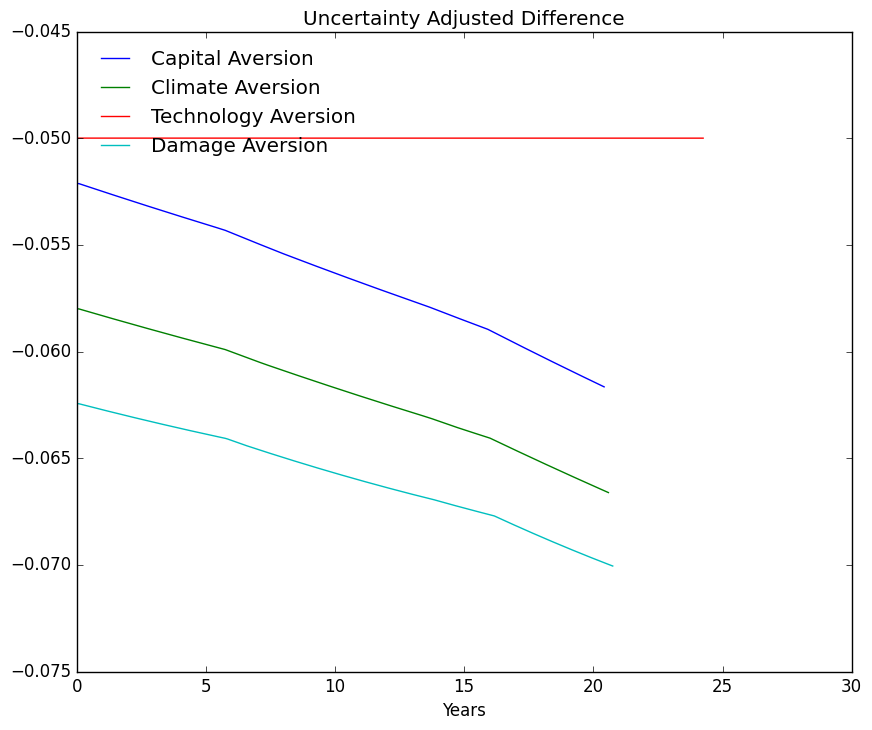 Uncertainty Adjusted Difference
−0.045
Capital Aversion
Climate Aversion
Technology Aversion
−0.050
Damage Aversion
−0.055
−0.060
−0.065
−0.070
−0.075
0 5 10 15 20 25 30
Years